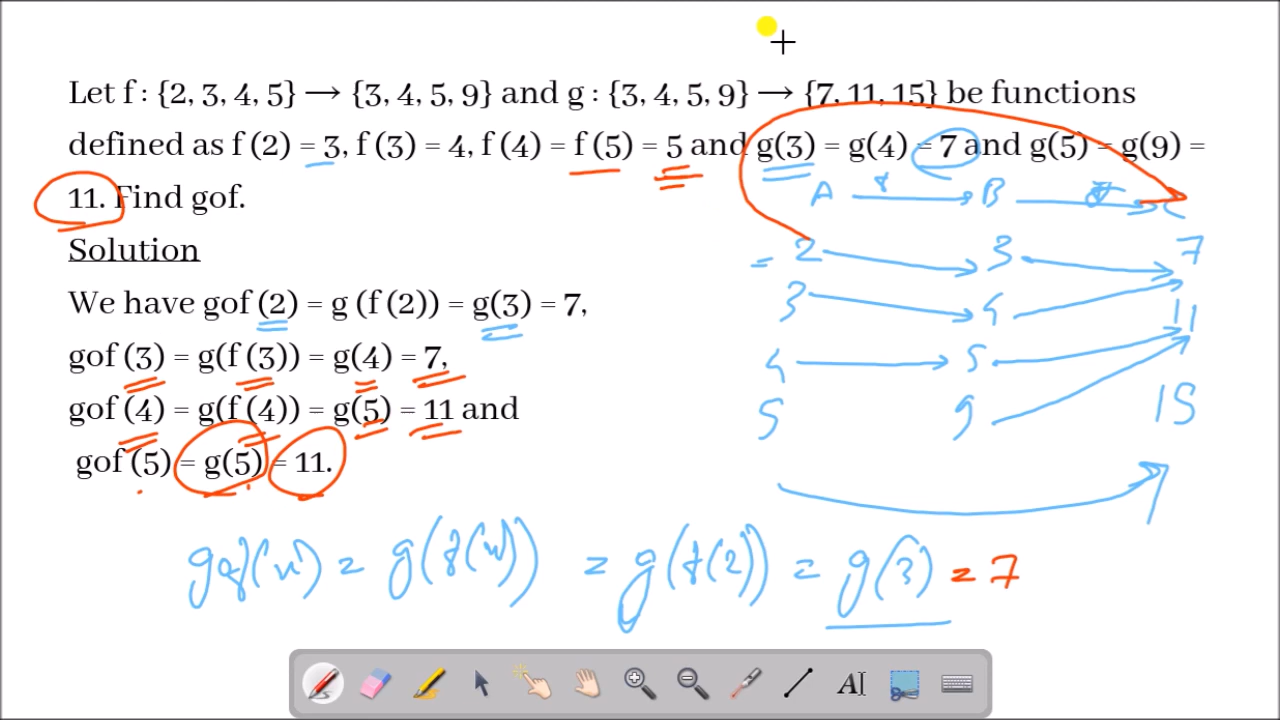 Let f : {2, 3, 4, 5} → {3, 4, 5, 9} and g : {3, 4, 5, 9} → {7, 11, 15} be functions
defined as f (2) = 3, f (3) = 4, f (4) = f (5) = 5 and g(3) = g(4) = 7 and g(5) = g(9) =
11. Find gof.
A f B g C
Solution
= 2 3 7
We have gof (2) = g (f (2)) = g(3) = 7,
3 4 11
gof (3) = g(f (3)) = g(4) = 7,
4 5
gof (4) = g(f (4)) = g(5) = 11 and
5 9 15
gof (5) = g(5) = 11.
gof(x) = g(f(x)) = g(f(2)) = g(3) = 7
AI